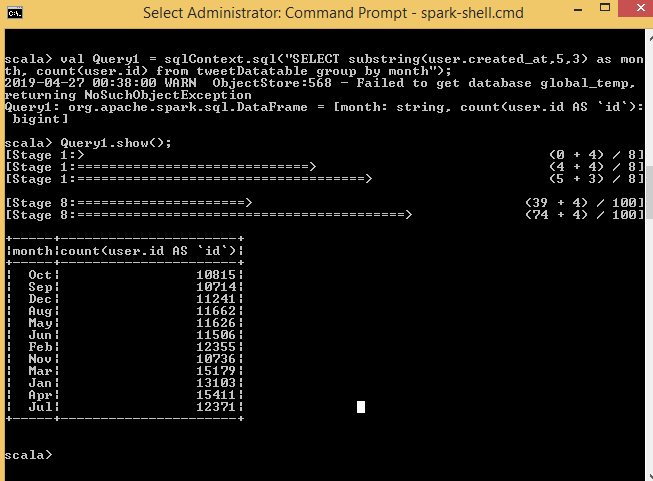 Select Administrator: Command Prompt - spark-shell.cmd
scala> val Query1 = sqlContext.sql("SELECT substring(user.created_at,5,3) as mon
th, count(user.id) from tweetDatatable group by month");
2019-04-27 00:38:00 WARN  ObjectStore:568 - Failed to get database global_temp,
returning NoSuchObjectException
Query1: org.apache.spark.sql.DataFrame = [month: string, count(user.id AS `id`):
 bigint]
scala> Query1.show();
[Stage 1:>                                                          (0 + 4) / 8]
[Stage 1:=============================>                             (4 + 4) / 8]
[Stage 1:====================================>                      (5 + 3) / 8]
[Stage 8:=====================>                                  (39 + 4) / 100]
[Stage 8:=========================================>              (74 + 4) / 100]
+-----+-----------------------+
|month|count(user.id AS `id`)|
+-----+-----------------------+
|  Oct|                 10815|
|  Sep|                 10714|
|  Dec|                 11241|
|  Aug|                 11662|
|  May|                 11626|
|  Jun|                 11506|
|  Feb|                 12355|
|  Nov|                 10736|
|  Mar|                 15179|
|  Jan|                 13103|
|  Apr|                 15411|
|  Jul|                 12371|
+-----+-----------------------+
scala>